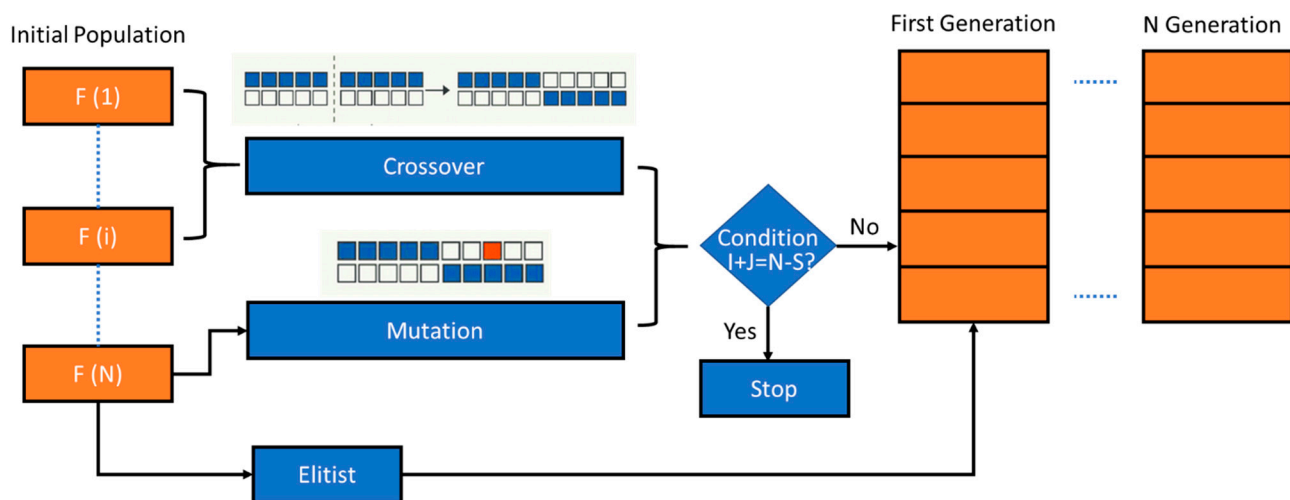 Initial Population
First Generation
N Generation
F (1)
Crossover
F (i)
Condition
I+J=N-S?
No
Mutation
Yes
F (N)
Stop
Elitist